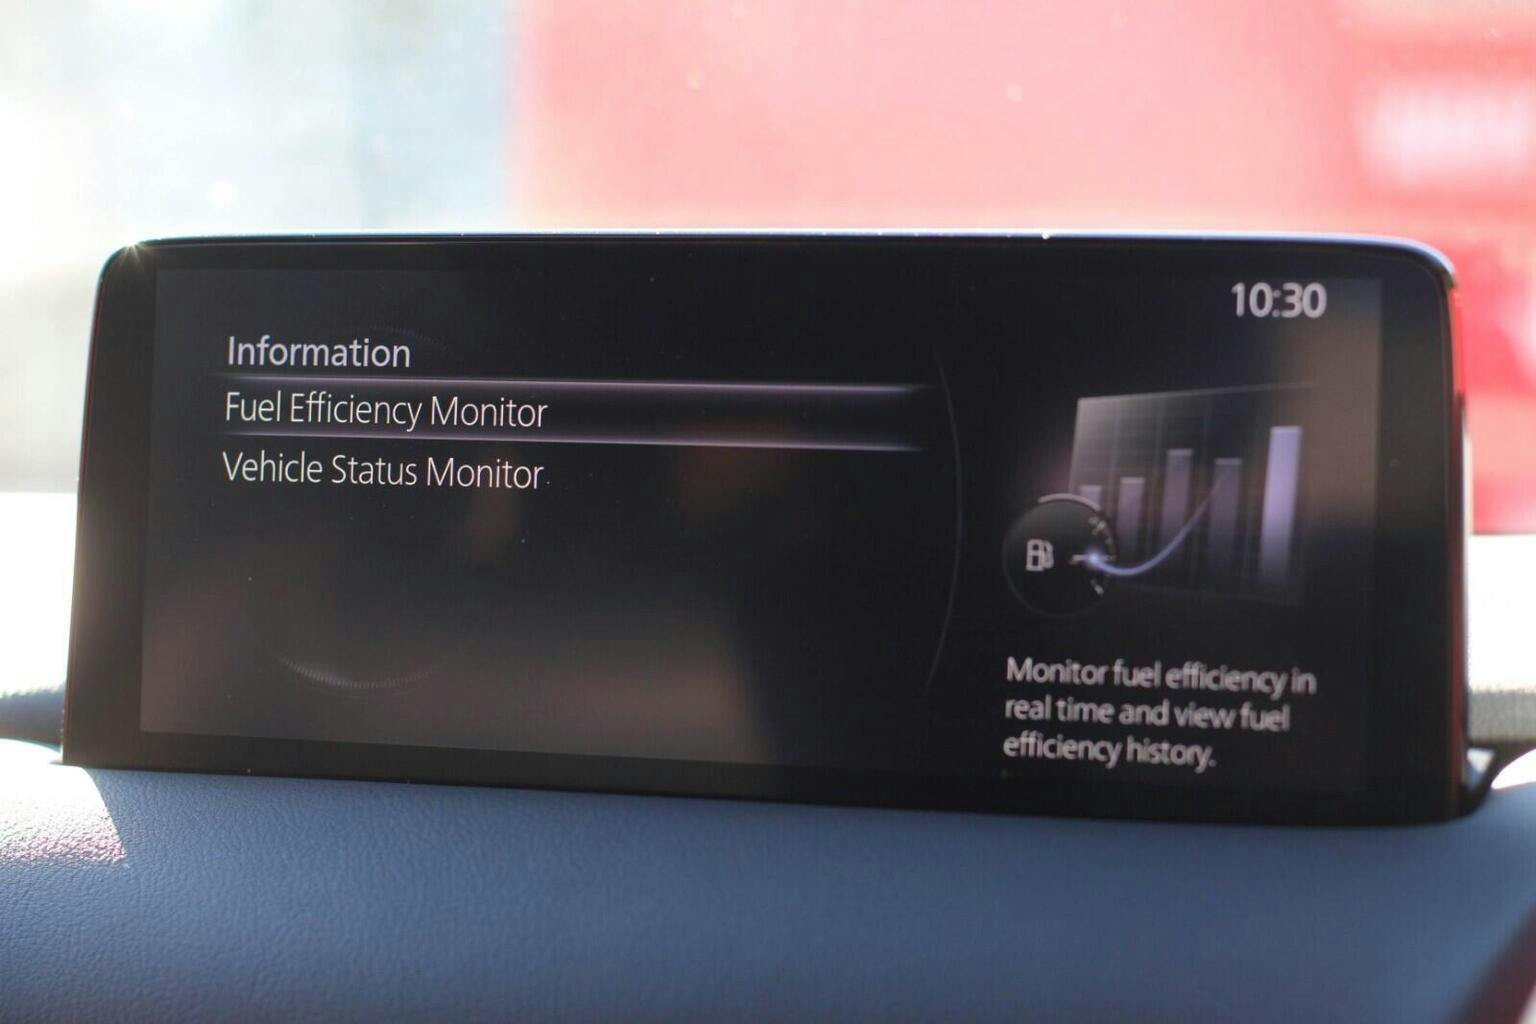 10:30
Information
Fuel Efficiency Monitor
Vehicle Status Monitor
Monitor fuel efficiency in
real time and view fuel
efficiency history.